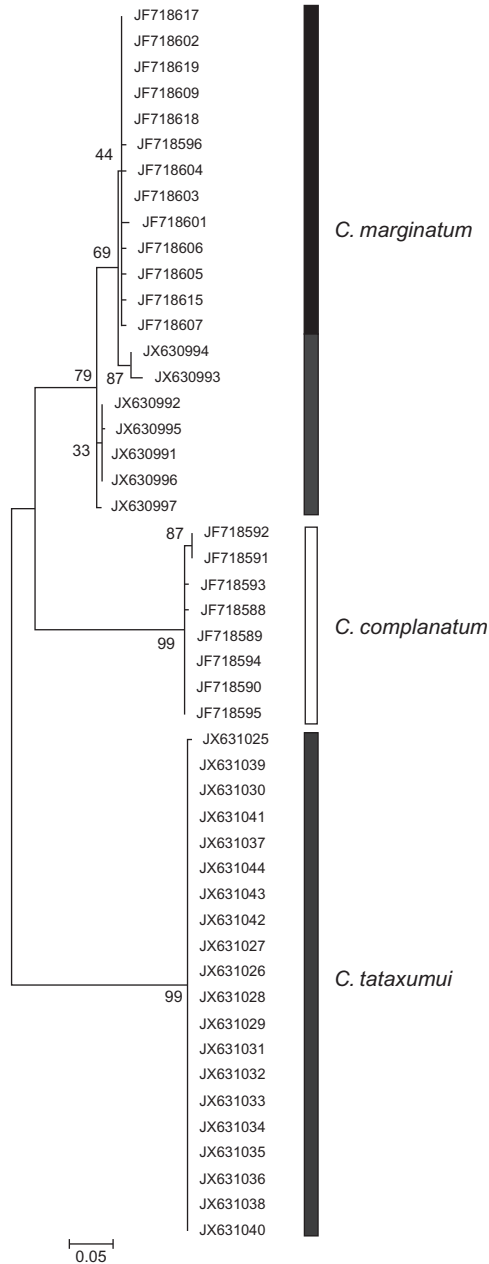 JF718617
JF718602
JF718619
JF718609
JF718618
JF718596
44
JF718604
JF718603
JF718601
C. marginatum
JF718606
69
JF718605
JF718615
JF718607
JX630994
79
87
JX630993
JX630992
JX630995
33
JX630991
JX630996
JX630997
87
JF718592
JF718591
JF718593
JF718588
C. complanatum
99
JF718589
JF718594
JF718590
JF718595
JX631025
JX631039
JX631030
JX631041
JX631037
JX631044
JX631043
JX631042
JX631027
JX631026
C. tataxumui
99
JX631028
JX631029
JX631031
JX631032
JX631033
JX631034
JX631035
JX631036
JX631038
JX631040
0.05